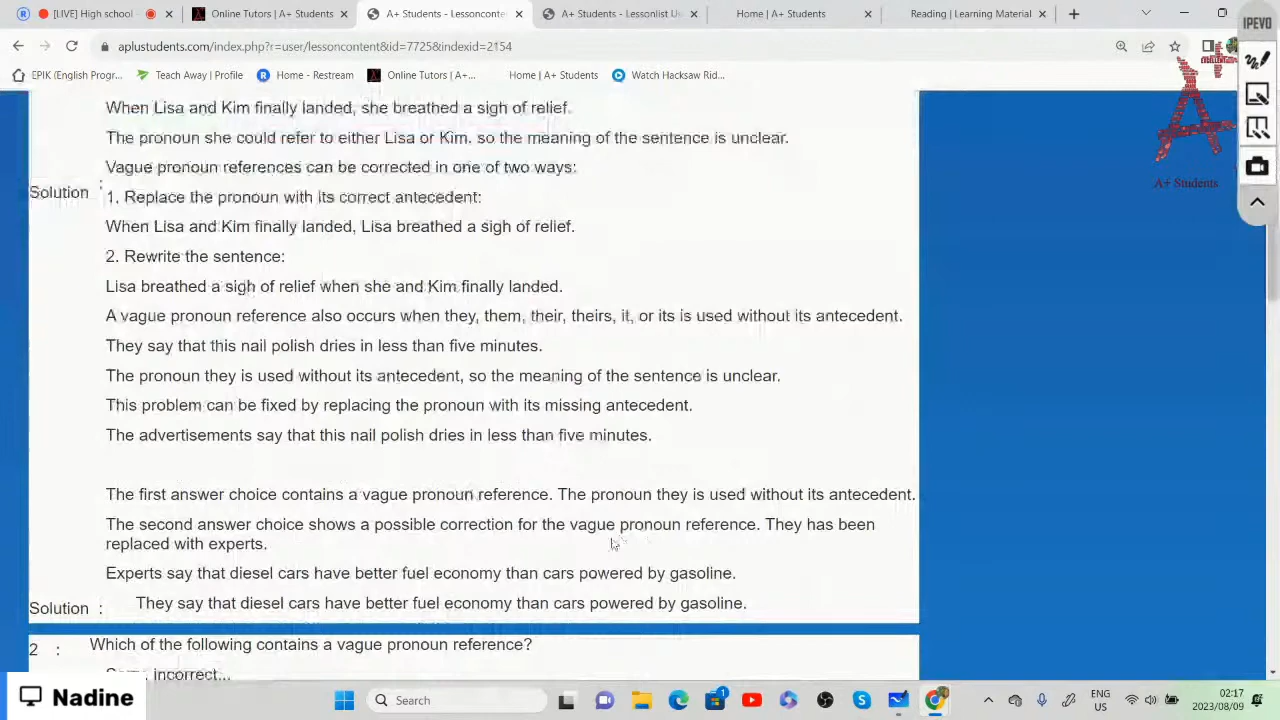 [LIVE] High school -
Online Tutors | A+ Students
A+ Students - Lessonconten
A+ Students - Lessonlist Us
Home | A+ Students
Reading | Learning Material
aplustudents.com/index.php?r=user/lessoncontent&id=7725&indexid=2154
EPIK (English Progr...
Teach Away | Profile
Home - Restream
Online Tutors | A+...
Home | A+ Students
Watch Hacksaw Rid...
IPEVO
A+ Students
When Lisa and Kim finally landed, she breathed a sigh of relief.
The pronoun she could refer to either Lisa or Kim. so the meaning of the sentence is unclear.
Vague pronoun references can be corrected in one of two ways:
Solution :
1. Replace the pronoun with its correct antecedent:
When Lisa and Kim finally landed, Lisa breathed a sigh of relief.
2. Rewrite the sentence:
Lisa breathed a sigh of relief when she and Kim finally landed.
A vague pronoun reference also occurs when they, them, their, theirs, it, or its is used without its antecedent.
They say that this nail polish dries in less than five minutes.
The pronoun they is used without its antecedent, so the meaning of the sentence is unclear.
This problem can be fixed by replacing the pronoun with its missing antecedent.
The advertisements say that this nail polish dries in less than five minutes.
The first answer choice contains a vague pronoun reference. The pronoun they is used without its antecedent.
The second answer choice shows a possible correction for the vague pronoun reference. They has been
replaced with experts.
Experts say that diesel cars have better fuel economy than cars powered by gasoline.
Solution : They say that diesel cars have better fuel economy than cars powered by gasoline.
2 : Which of the following contains a vague pronoun reference?
Sorry, incorrect...
Nadine
Search
1
ENG
US
02:17
2023/08/09